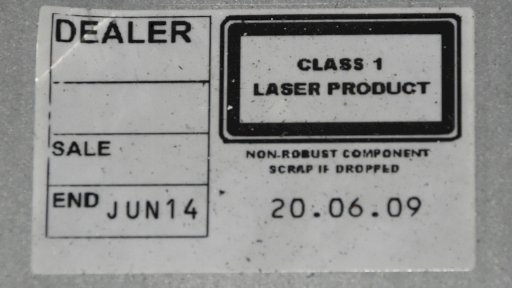 DEALER
SALE
END JUN14
CLASS 1
LASER PRODUCT
NON-ROBUST COMPONENT
SCRAP IF DROPPED
20.06.09